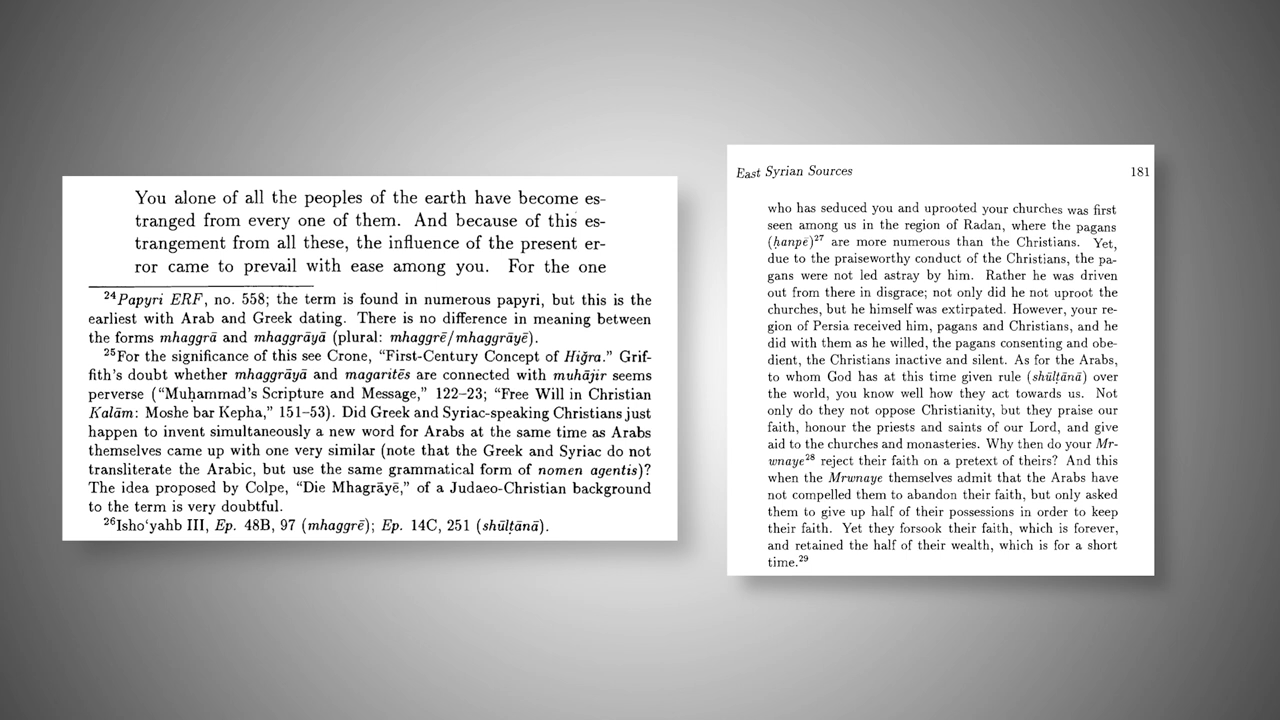 You alone of all the peoples of the earth have become es-
tranged from every one of them. And because of this es-
trangement from all these, the influence of the present er-
ror came to prevail with ease among you. For the one
24Papyri ERF, no. 558; the term is found in numerous papyri, but this is the
earliest with Arab and Greek dating. There is no difference in meaning between
the forms mhaggrā and mhaggrāyā (plural: mhaggrē/mhaggrāyē).
25For the significance of this see Crone, "First-Century Concept of Hiǧra." Grif-
fith's doubt whether mhaggrāyā and magaritēs are connected with muhājir seems
perverse ("Muḥammad's Scripture and Message," 122–23; "Free Will in Christian
Kalām: Moshe bar Kepha," 151–53). Did Greek and Syriac-speaking Christians just
happen to invent simultaneously a new word for Arabs at the same time as Arabs
themselves came up with one very similar (note that the Greek and Syriac do not
transliterate the Arabic, but use the same grammatical form of nomen agentis)?
The idea proposed by Colpe, "Die Mhagrāyē," of a Judaeo-Christian background
to the term is very doubtful.
26Isho‘yahb III, Ep. 48B, 97 (mhaggrē); Ep. 14C, 251 (shūlṭānā).
East Syrian Sources 181
who has seduced you and uprooted your churches was first
seen among us in the region of Radan, where the pagans
(ḥanpē)27 are more numerous than the Christians. Yet,
due to the praiseworthy conduct of the Christians, the pa-
gans were not led astray by him. Rather he was driven
out from there in disgrace; not only did he not uproot the
churches, but he himself was extirpated. However, your re-
gion of Persia received him, pagans and Christians, and he
did with them as he willed, the pagans consenting and obe-
dient, the Christians inactive and silent. As for the Arabs,
to whom God has at this time given rule (shūlṭānā) over
the world, you know well how they act towards us. Not
only do they not oppose Christianity, but they praise our
faith, honour the priests and saints of our Lord, and give
aid to the churches and monasteries. Why then do your Mr-
wnaye28 reject their faith on a pretext of theirs? And this
when the Mrwnaye themselves admit that the Arabs have
not compelled them to abandon their faith, but only asked
them to give up half of their possessions in order to keep
their faith. Yet they forsook their faith, which is forever,
and retained the half of their wealth, which is for a short
time.29